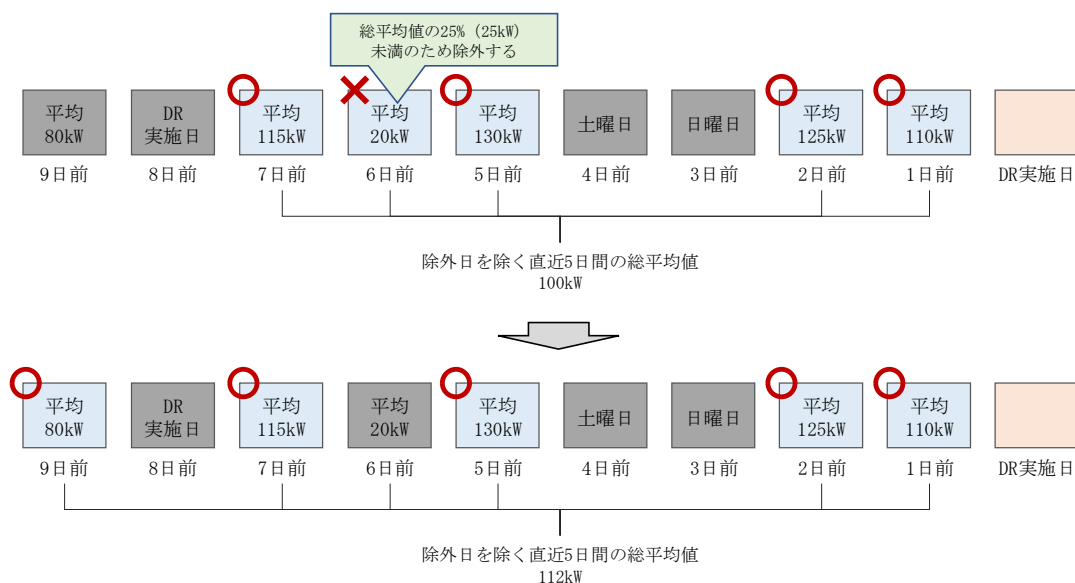 総平均値の25% (25kW)
未満のため除外する
平均
80kW
DR
実施日
平均
115kW
平均
20kW
平均
130kW
土曜日
日曜日
平均
125kW
平均
110kW
9日前
8日前
7日前
6日前
5日前
4日前
3日前
2日前
1日前
DR実施日
除外日を除く直近5日間の総平均値
100kW
平均
80kW
DR
実施日
平均
115kW
平均
20kW
平均
130kW
土曜日
日曜日
平均
125kW
平均
110kW
9日前
8日前
7日前
6日前
5日前
4日前
3日前
2日前
1日前
DR実施日
除外日を除く直近5日間の総平均値
112kW